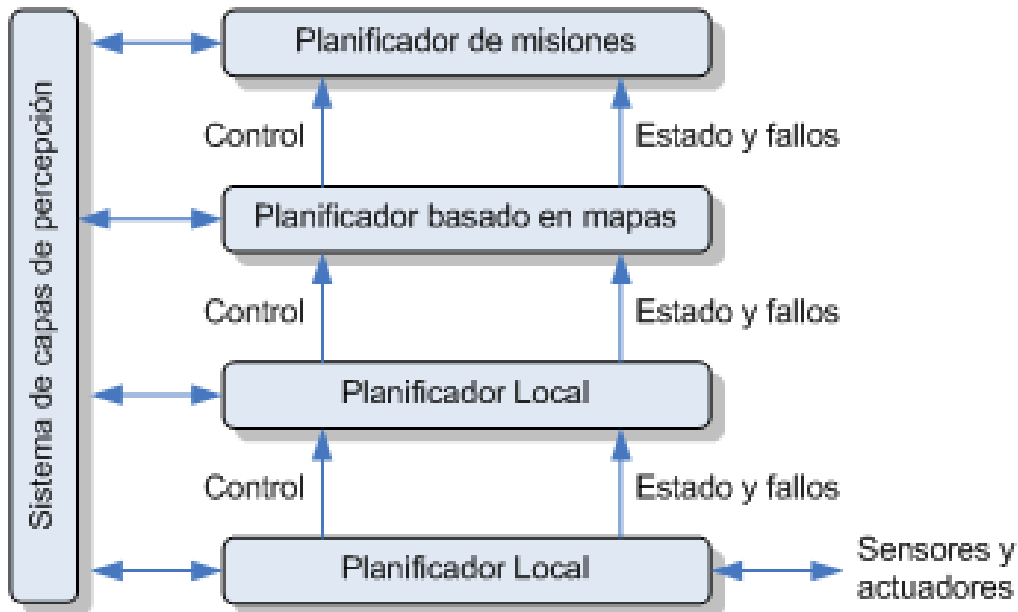 Sistema de capas de percepción
Planificador de misiones
Control
Estado y fallos
Planificador basado en mapas
Control
Estado y fallos
Planificador Local
Control
Estado y fallos
Planificador Local
Sensores y
actuadores